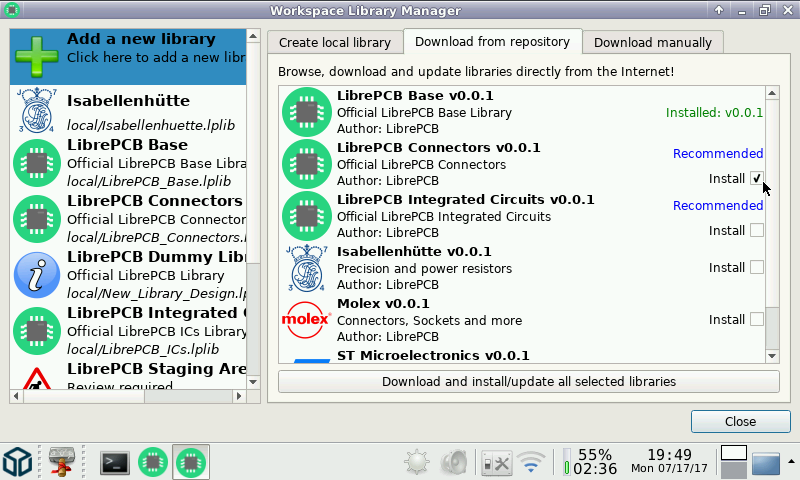 Workspace Library Manager
Add a new library
Click here to add a new libr
Isabellenhütte
local/Isabellenhuette.lplib
LibrePCB Base
Official LibrePCB Base Libra
local/LibrePCB_Base.lplib
LibrePCB Connectors
Official LibrePCB Connector
local/LibrePCB_Connectors.l
LibrePCB Dummy Lib
Official LibrePCB Library
local/New_Library_Design.lp
LibrePCB Integrated C
Official LibrePCB ICs Library
local/LibrePCB_ICs.lplib
LibrePCB Staging Are
Review required
Create local library
Download from repository
Download manually
Browse, download and update libraries directly from the Internet!
LibrePCB Base v0.0.1
Official LibrePCB Base Library
Installed: v0.0.1
Author: LibrePCB
LibrePCB Connectors v0.0.1
Recommended
Official LibrePCB Connectors
Author: LibrePCB
Install
LibrePCB Integrated Circuits v0.0.1
Recommended
Official LibrePCB Integrated Circuits
Author: LibrePCB
Install
Isabellenhütte v0.0.1
Precision and power resistors
Install
Author: LibrePCB
molex
Molex v0.0.1
Connectors, Sockets and more
Install
Author: LibrePCB
ST Microelectronics v0.0.1
Download and install/update all selected libraries
Close
55%
02:36
19:49
Mon 07/17/17